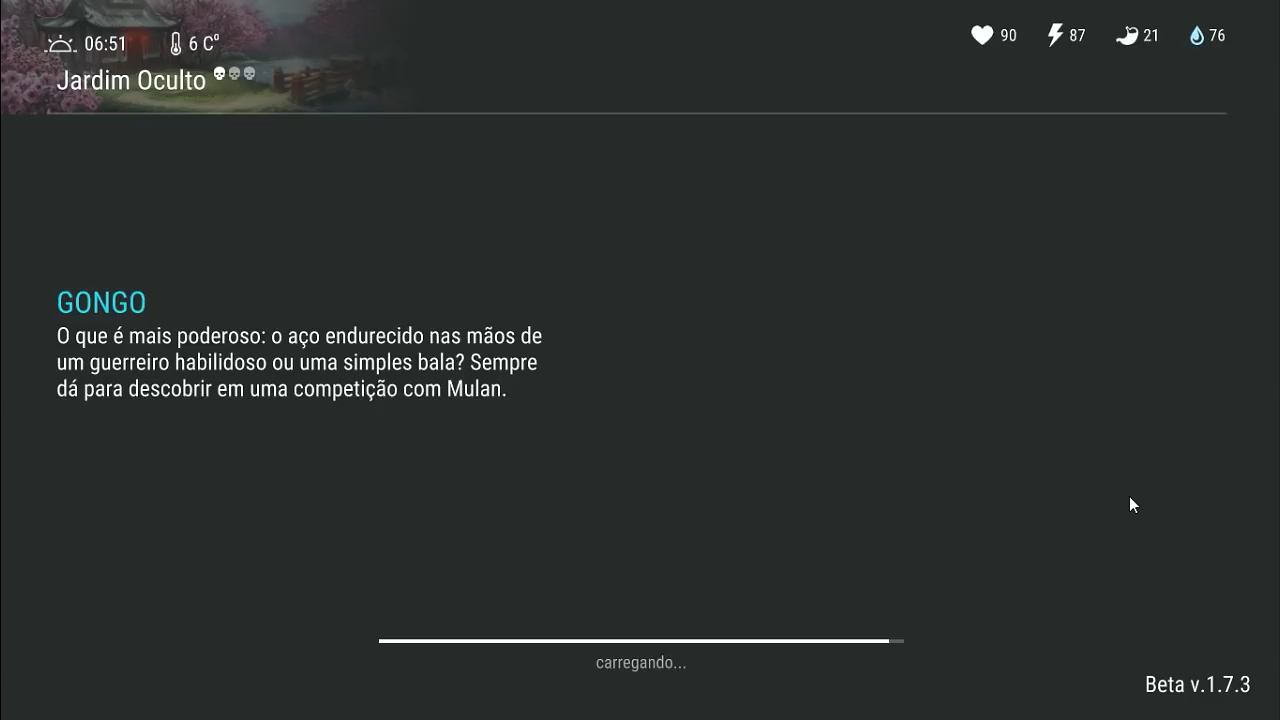 06:51 6 Cº
90 87 21 76
Jardim Oculto
GONGO
O que é mais poderoso: o aço endurecido nas mãos de
um guerreiro habilidoso ou uma simples bala? Sempre
dá para descobrir em uma competição com Mulan.
carregando...
Beta v.1.7.3